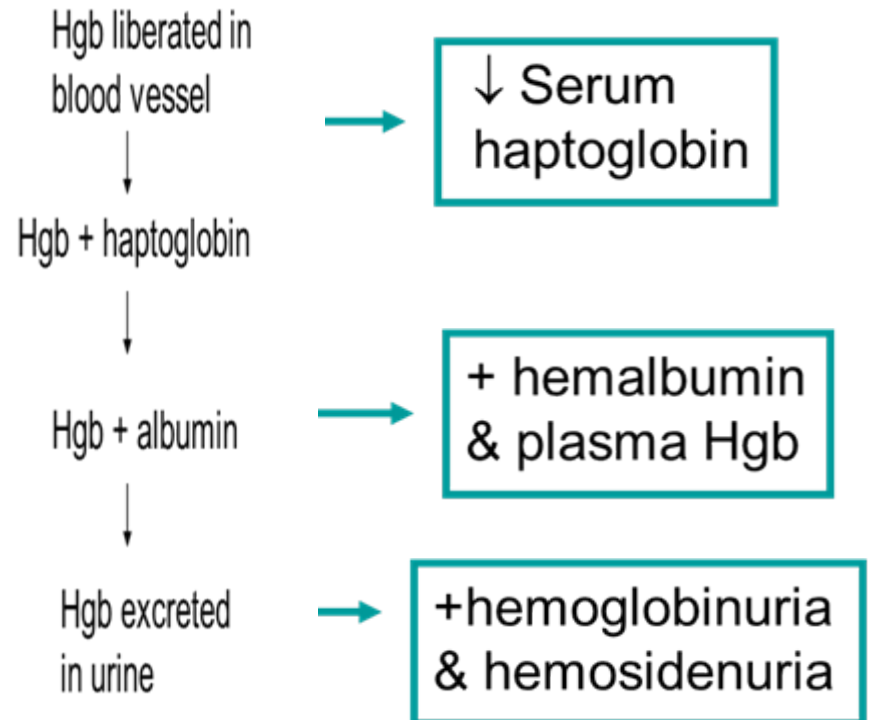 Hgb liberated in
blood vessel
↓ Serum
haptoglobin
Hgb + haptoglobin
+ hemalbumin
& plasma Hgb
Hgb + albumin
Hgb excreted
in urine
+hemoglobinuria
& hemosidenuria